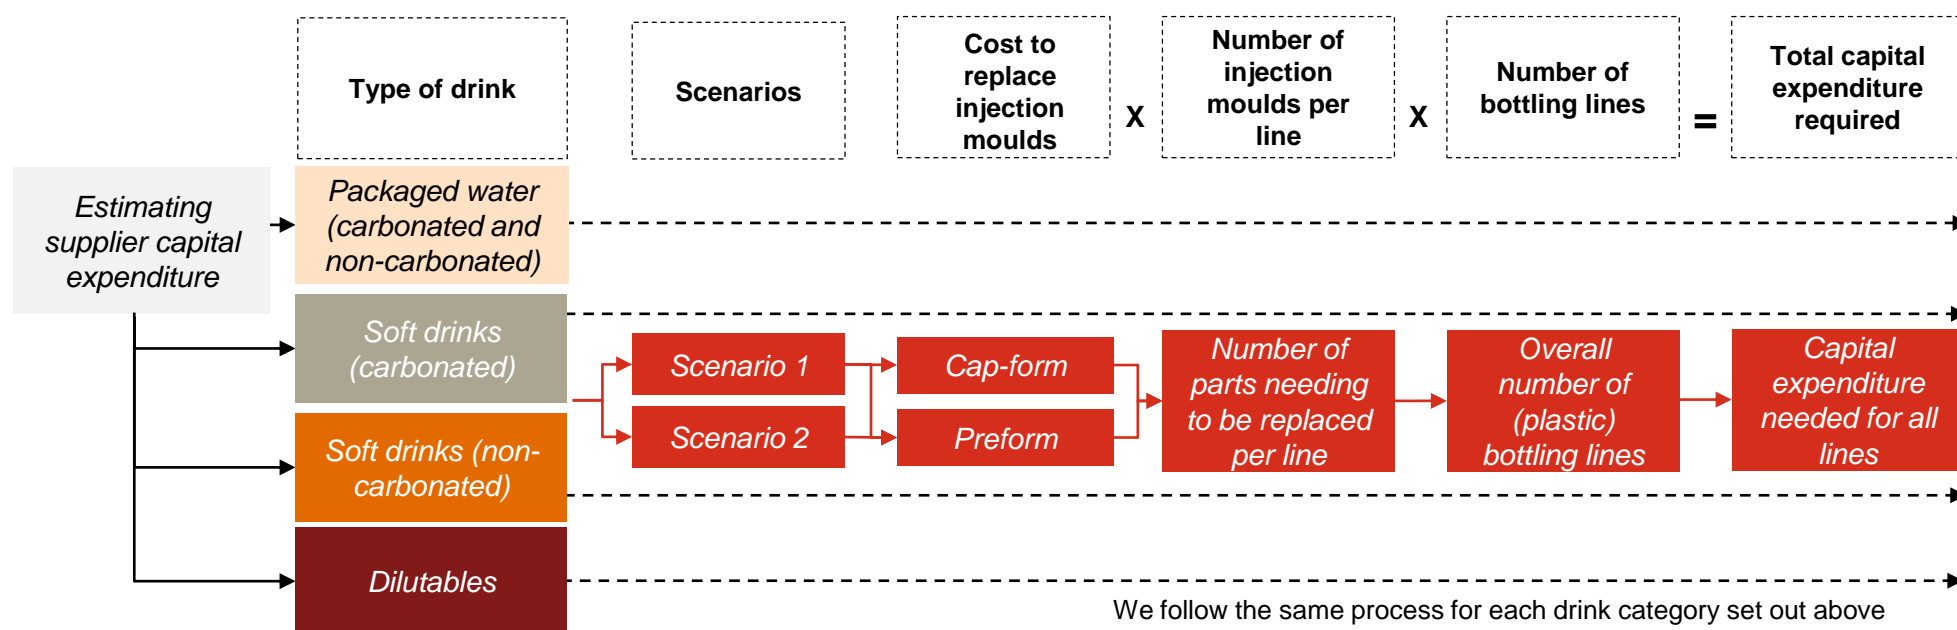 Type of drink
Scenarios
Cost to
replace
injection
moulds
X
Number of
injection
moulds per
line
X
Number of
bottling lines
=
Total capital
expenditure
required
Estimating
supplier capital
expenditure
Packaged water
(carbonated and
non-carbonated)
Soft drinks
(carbonated)
Soft drinks (non-
carbonated)
Dilutables
Scenario 1
Scenario 2
Cap-form
Preform
Number of
parts needing
to be replaced
per line
Overall
number of
(plastic)
bottling lines
Capital
expenditure
needed for all
lines
We follow the same process for each drink category set out above